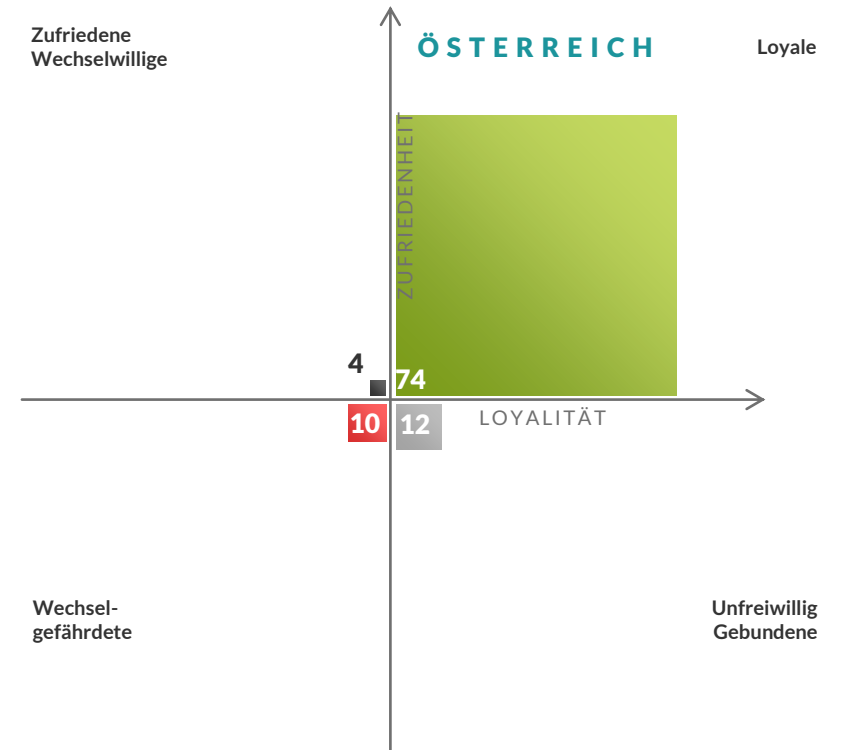 Zufriedene
Wechselwillige
ÖSTERREICH
Loyale
ZUFRIEDENHEIT
4
74
10
12
LOYALITÄT
Wechsel-
gefährdete
Unfreiwillig
Gebundene